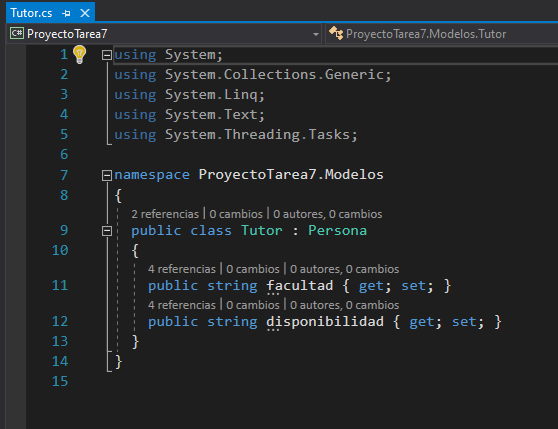 Tutor.cs
C# ProyectoTarea7 ProyectoTarea7.Modelos.Tutor
1 using System;
2 using System.Collections.Generic;
3 using System.Linq;
4 using System.Text;
5 using System.Threading.Tasks;
6
7 namespace ProyectoTarea7.Modelos
8 {
2 referencias | 0 cambios | 0 autores, 0 cambios
9 public class Tutor : Persona
10 {
4 referencias | 0 cambios | 0 autores, 0 cambios
11 public string facultad { get; set; }
4 referencias | 0 cambios | 0 autores, 0 cambios
12 public string disponibilidad { get; set; }
13 }
14 }
15